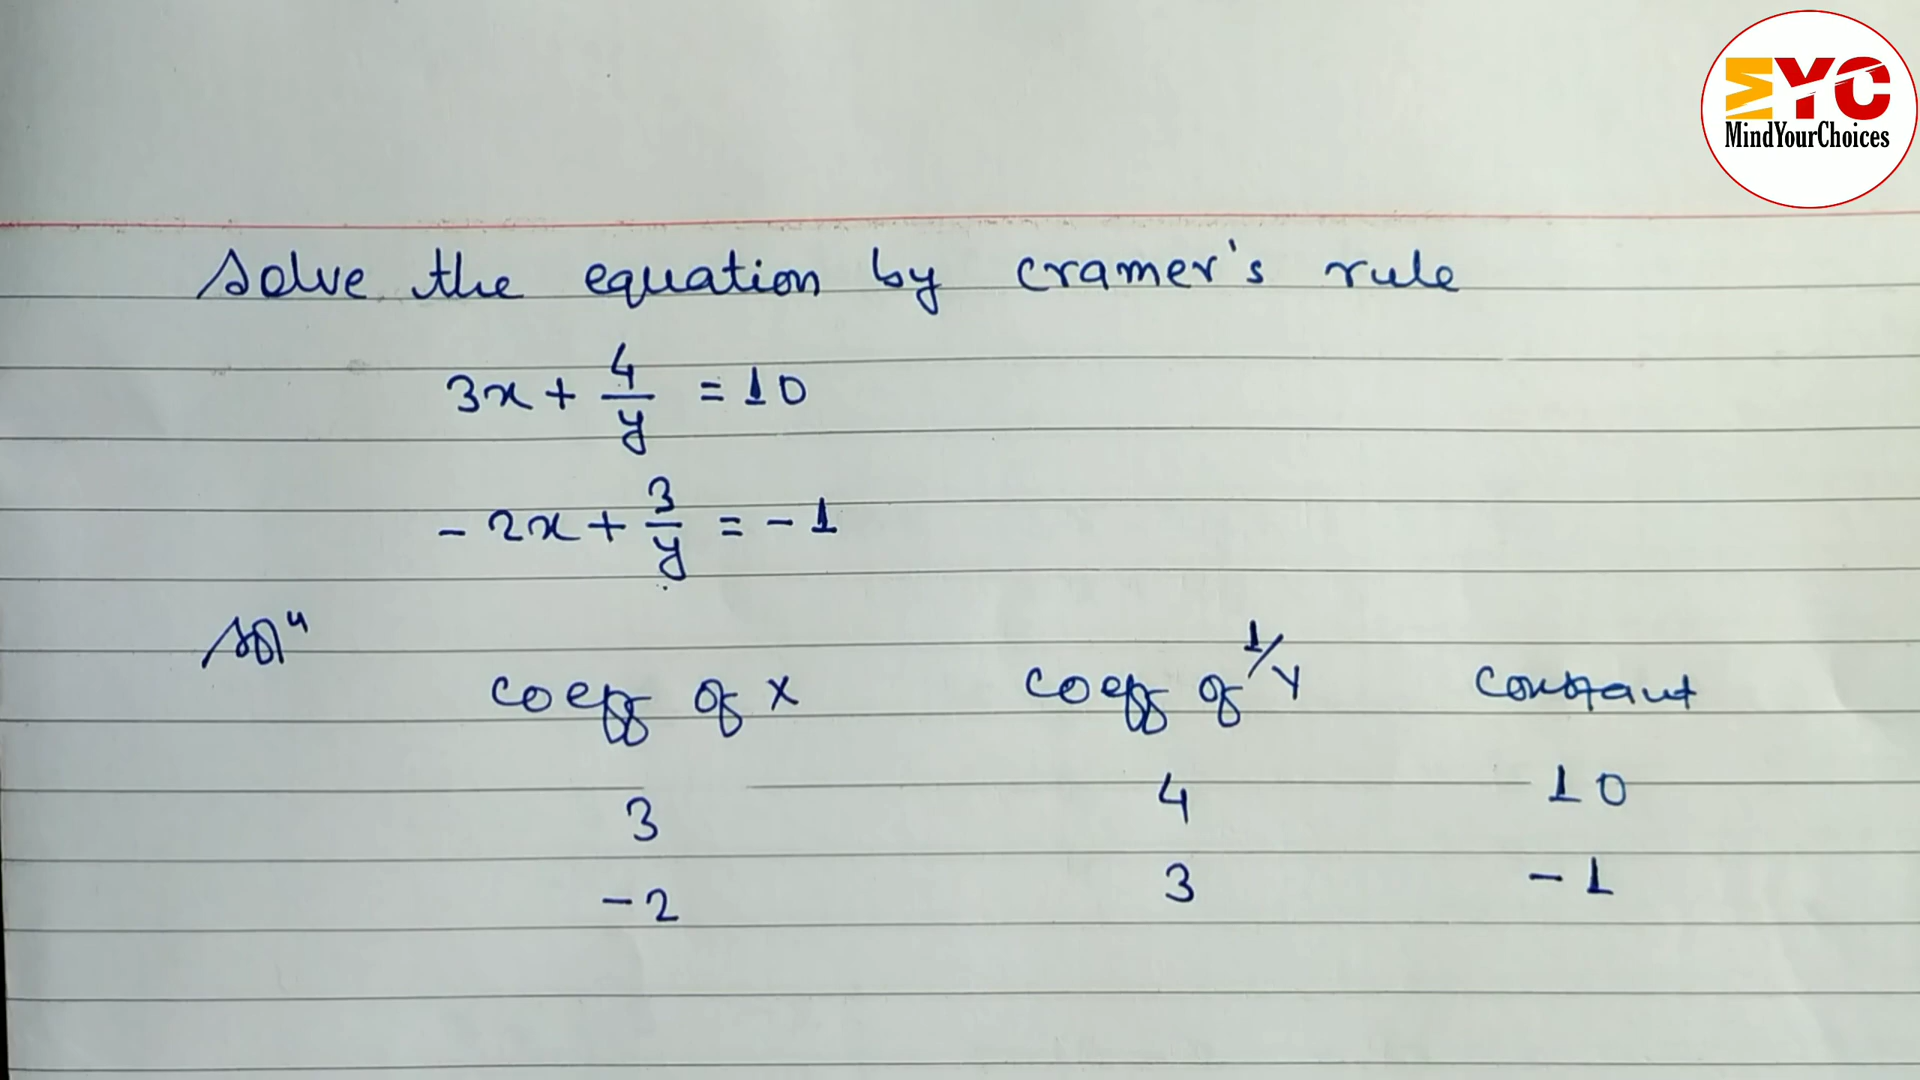 MYC
MindYourChoices
Solve the equation by cramer's rule
3x + 4/y = 10
- 2x + 3/y = - 1
Solⁿ
coeff of x coeff of 1/y constant
3 4 10
- 2 3 - 1